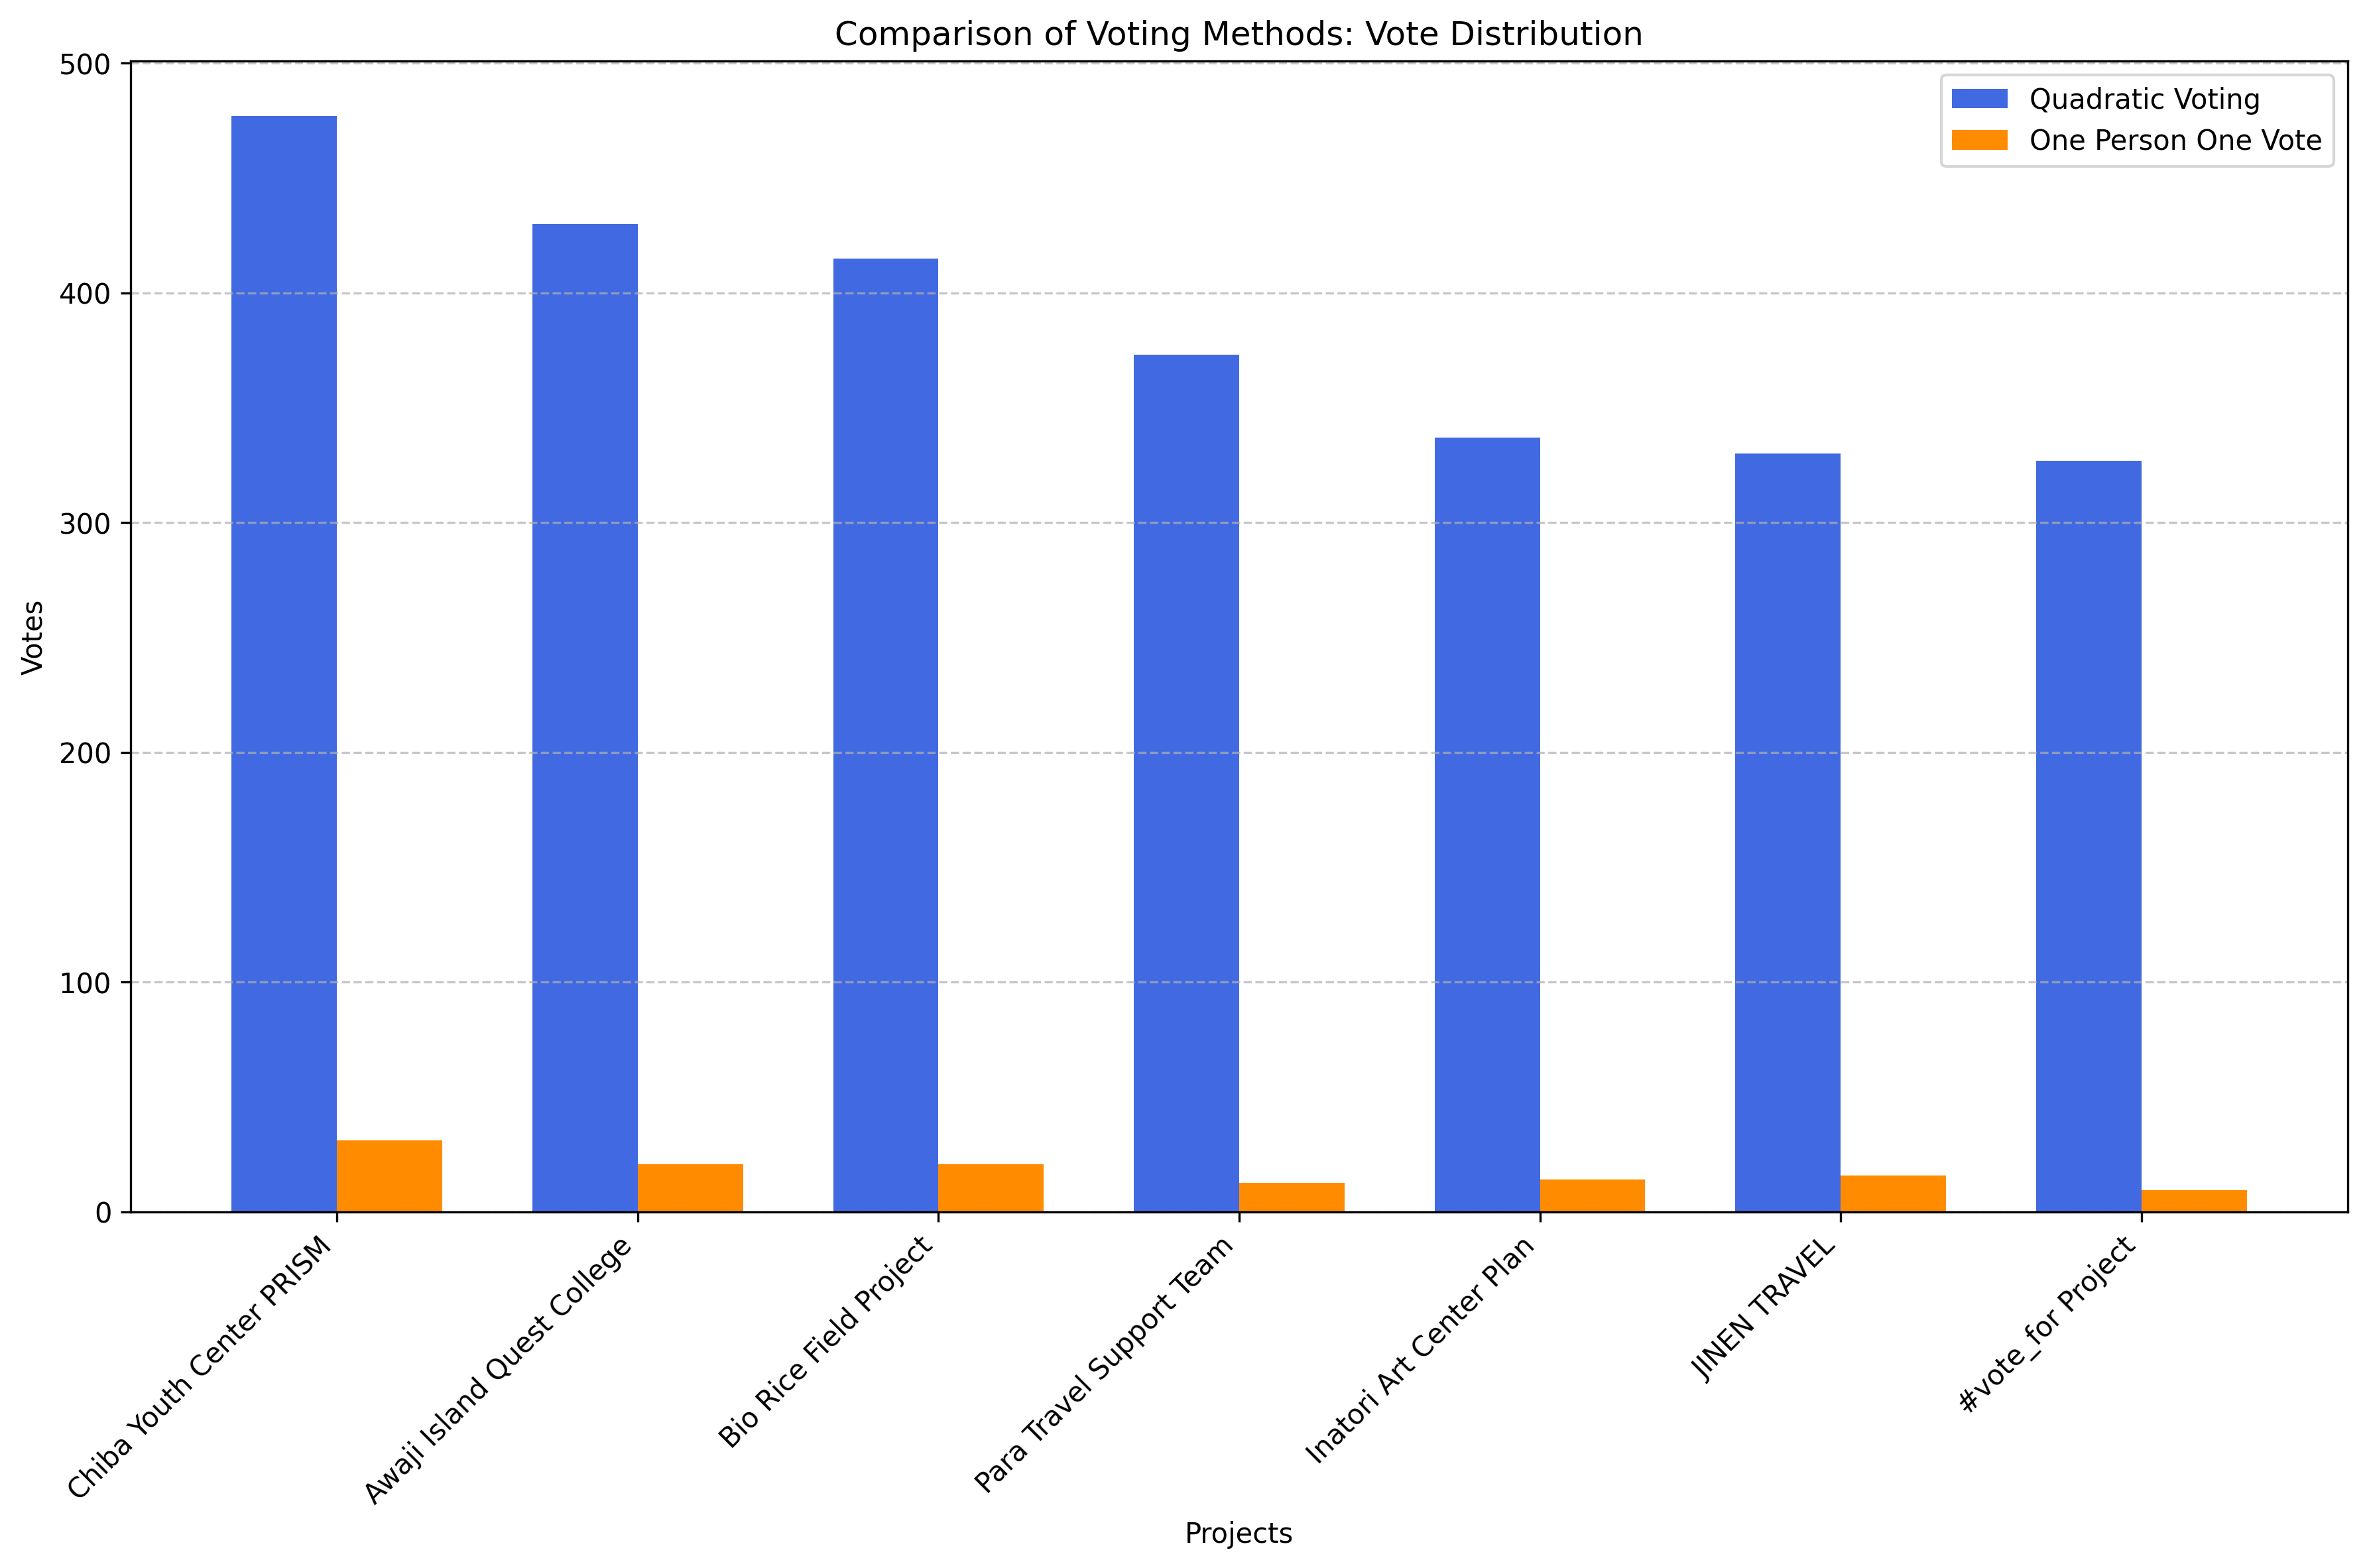 Comparison of Voting Methods: Vote Distribution
Quadratic Voting
One Person One Vote
500
400
300
200
100
0
Votes
Chiba Youth Center PRISM
Awaji Island Quest College
Bio Rice Field Project
Para Travel Support Team
Inatori Art Center Plan
JINEN TRAVEL
#vote_for Project
Projects